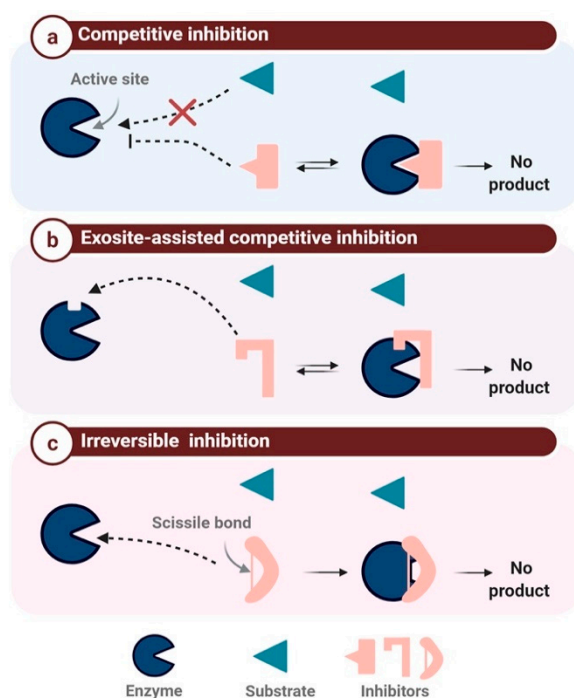 a Competitive inhibition
Active site
No
product
b Exosite-assisted competitive inhibition
No
product
c Irreversible inhibition
Scissile bond
No
product
Enzyme Substrate Inhibitors